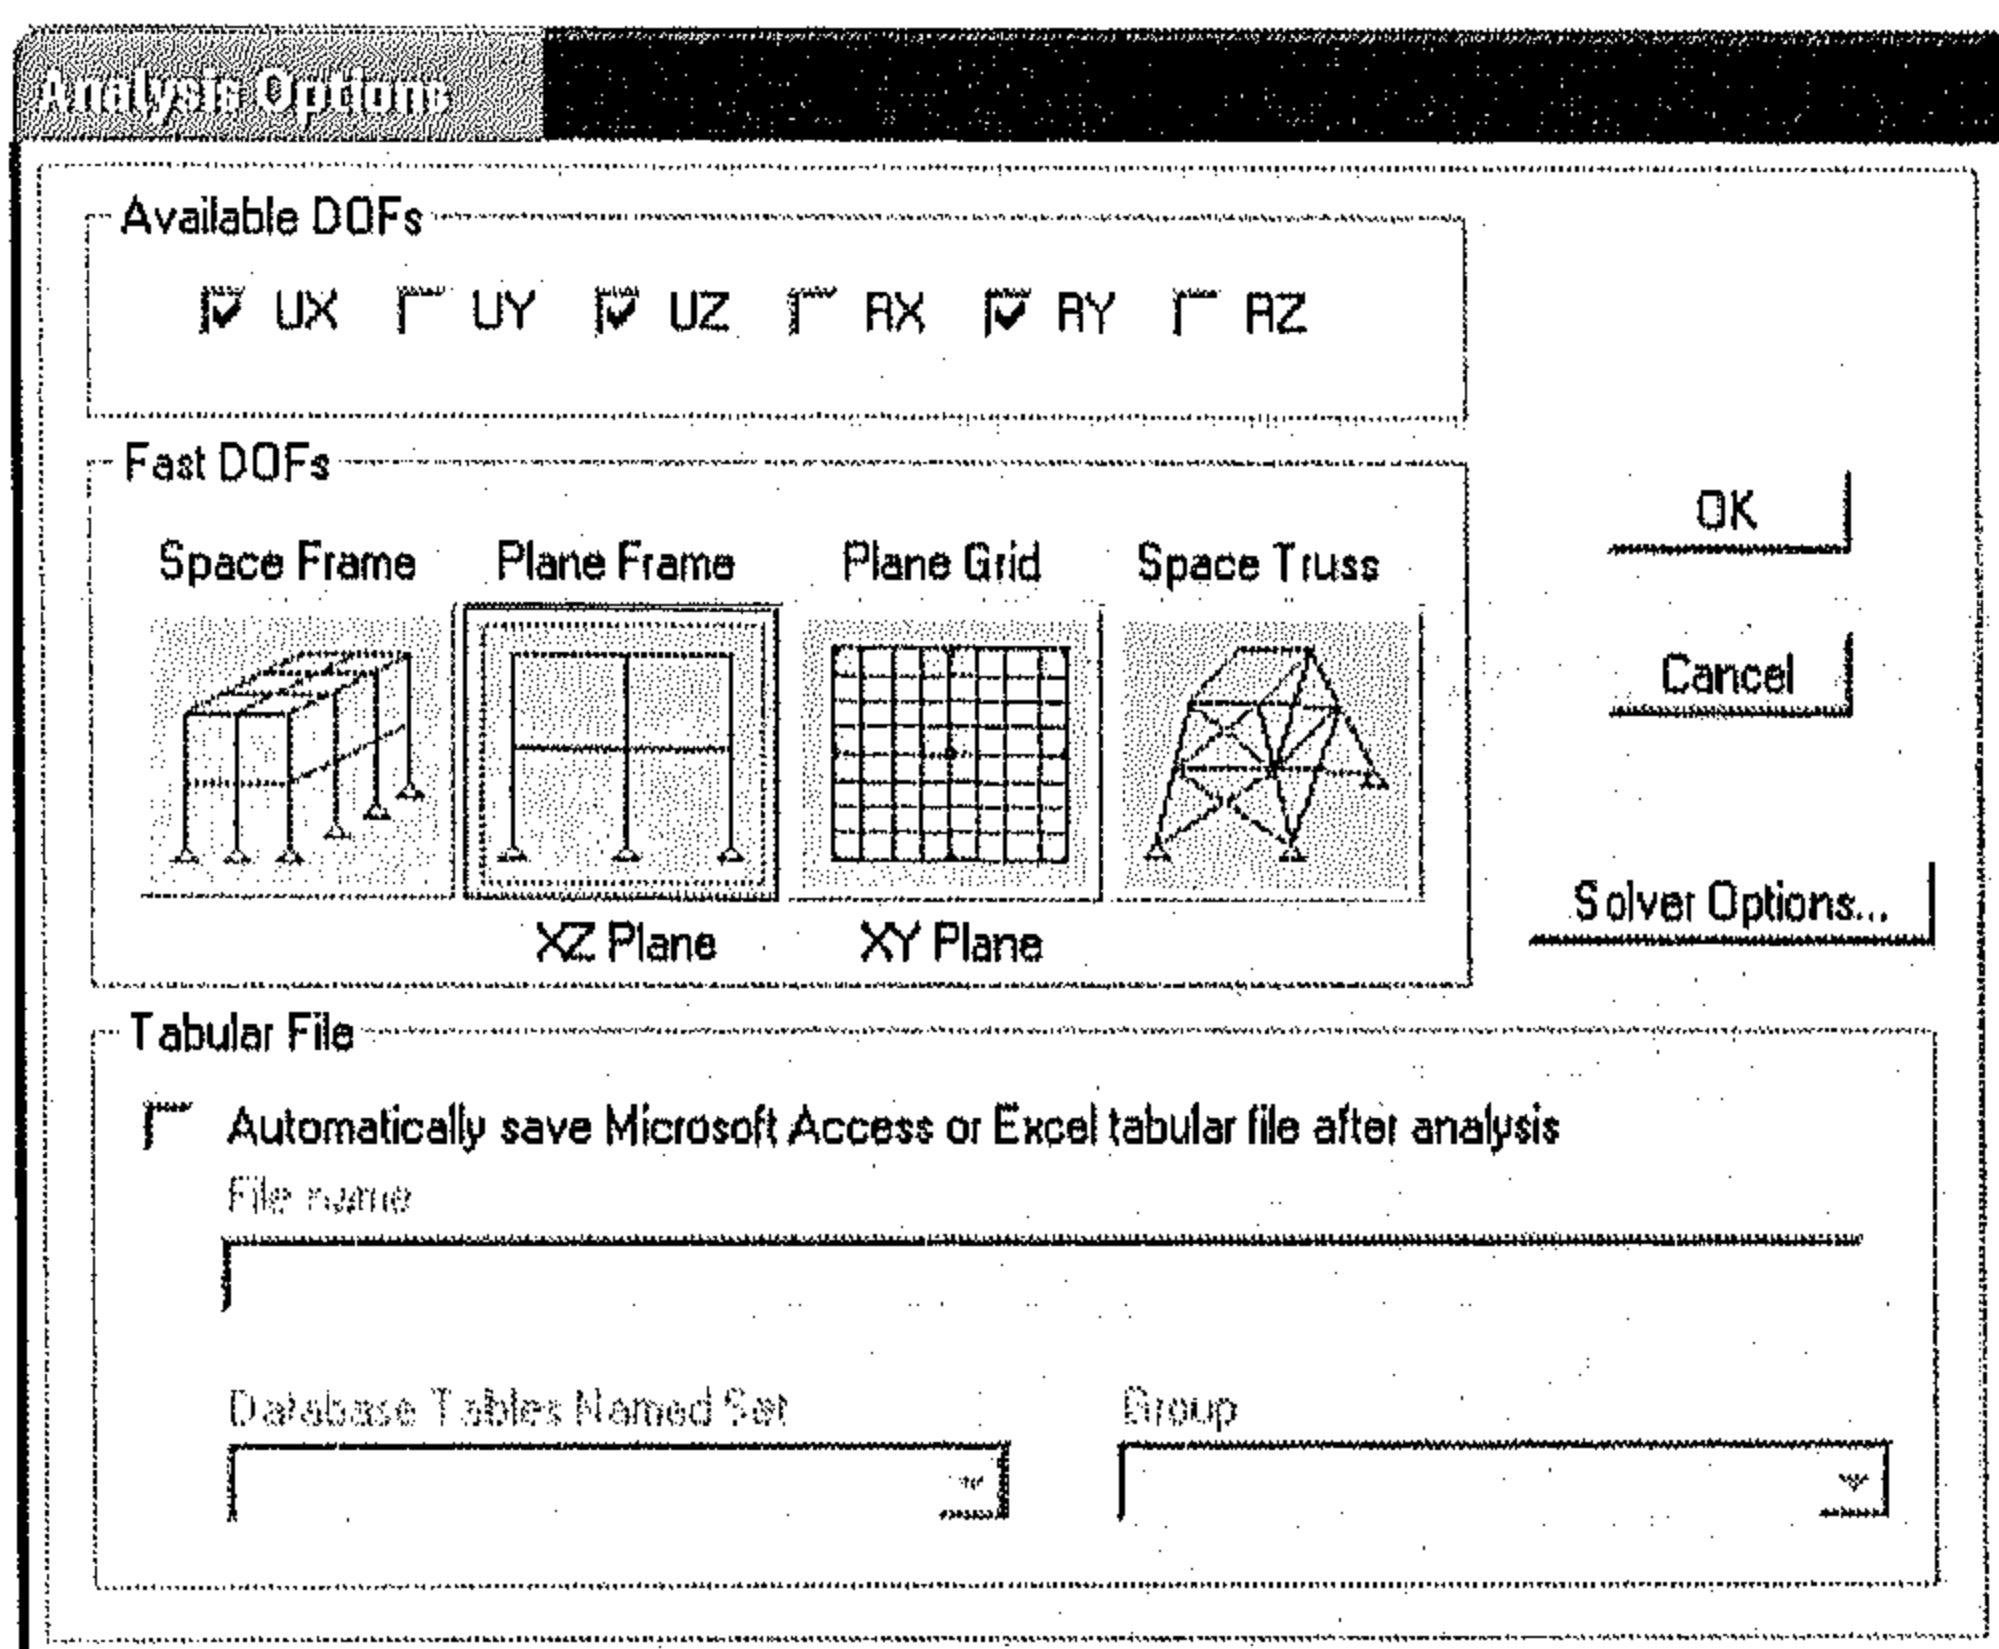 Analysis Options
Available DOFs
UX UY UZ RX RY RZ
Fast DOFs
Space Frame Plane Frame Plane Grid Space Truss
XZ Plane XY Plane
OK
Cancel
Solver Options...
Tabular File
Automatically save Microsoft Access or Excel tabular file after analysis
File name
Database Tables Named Set Group